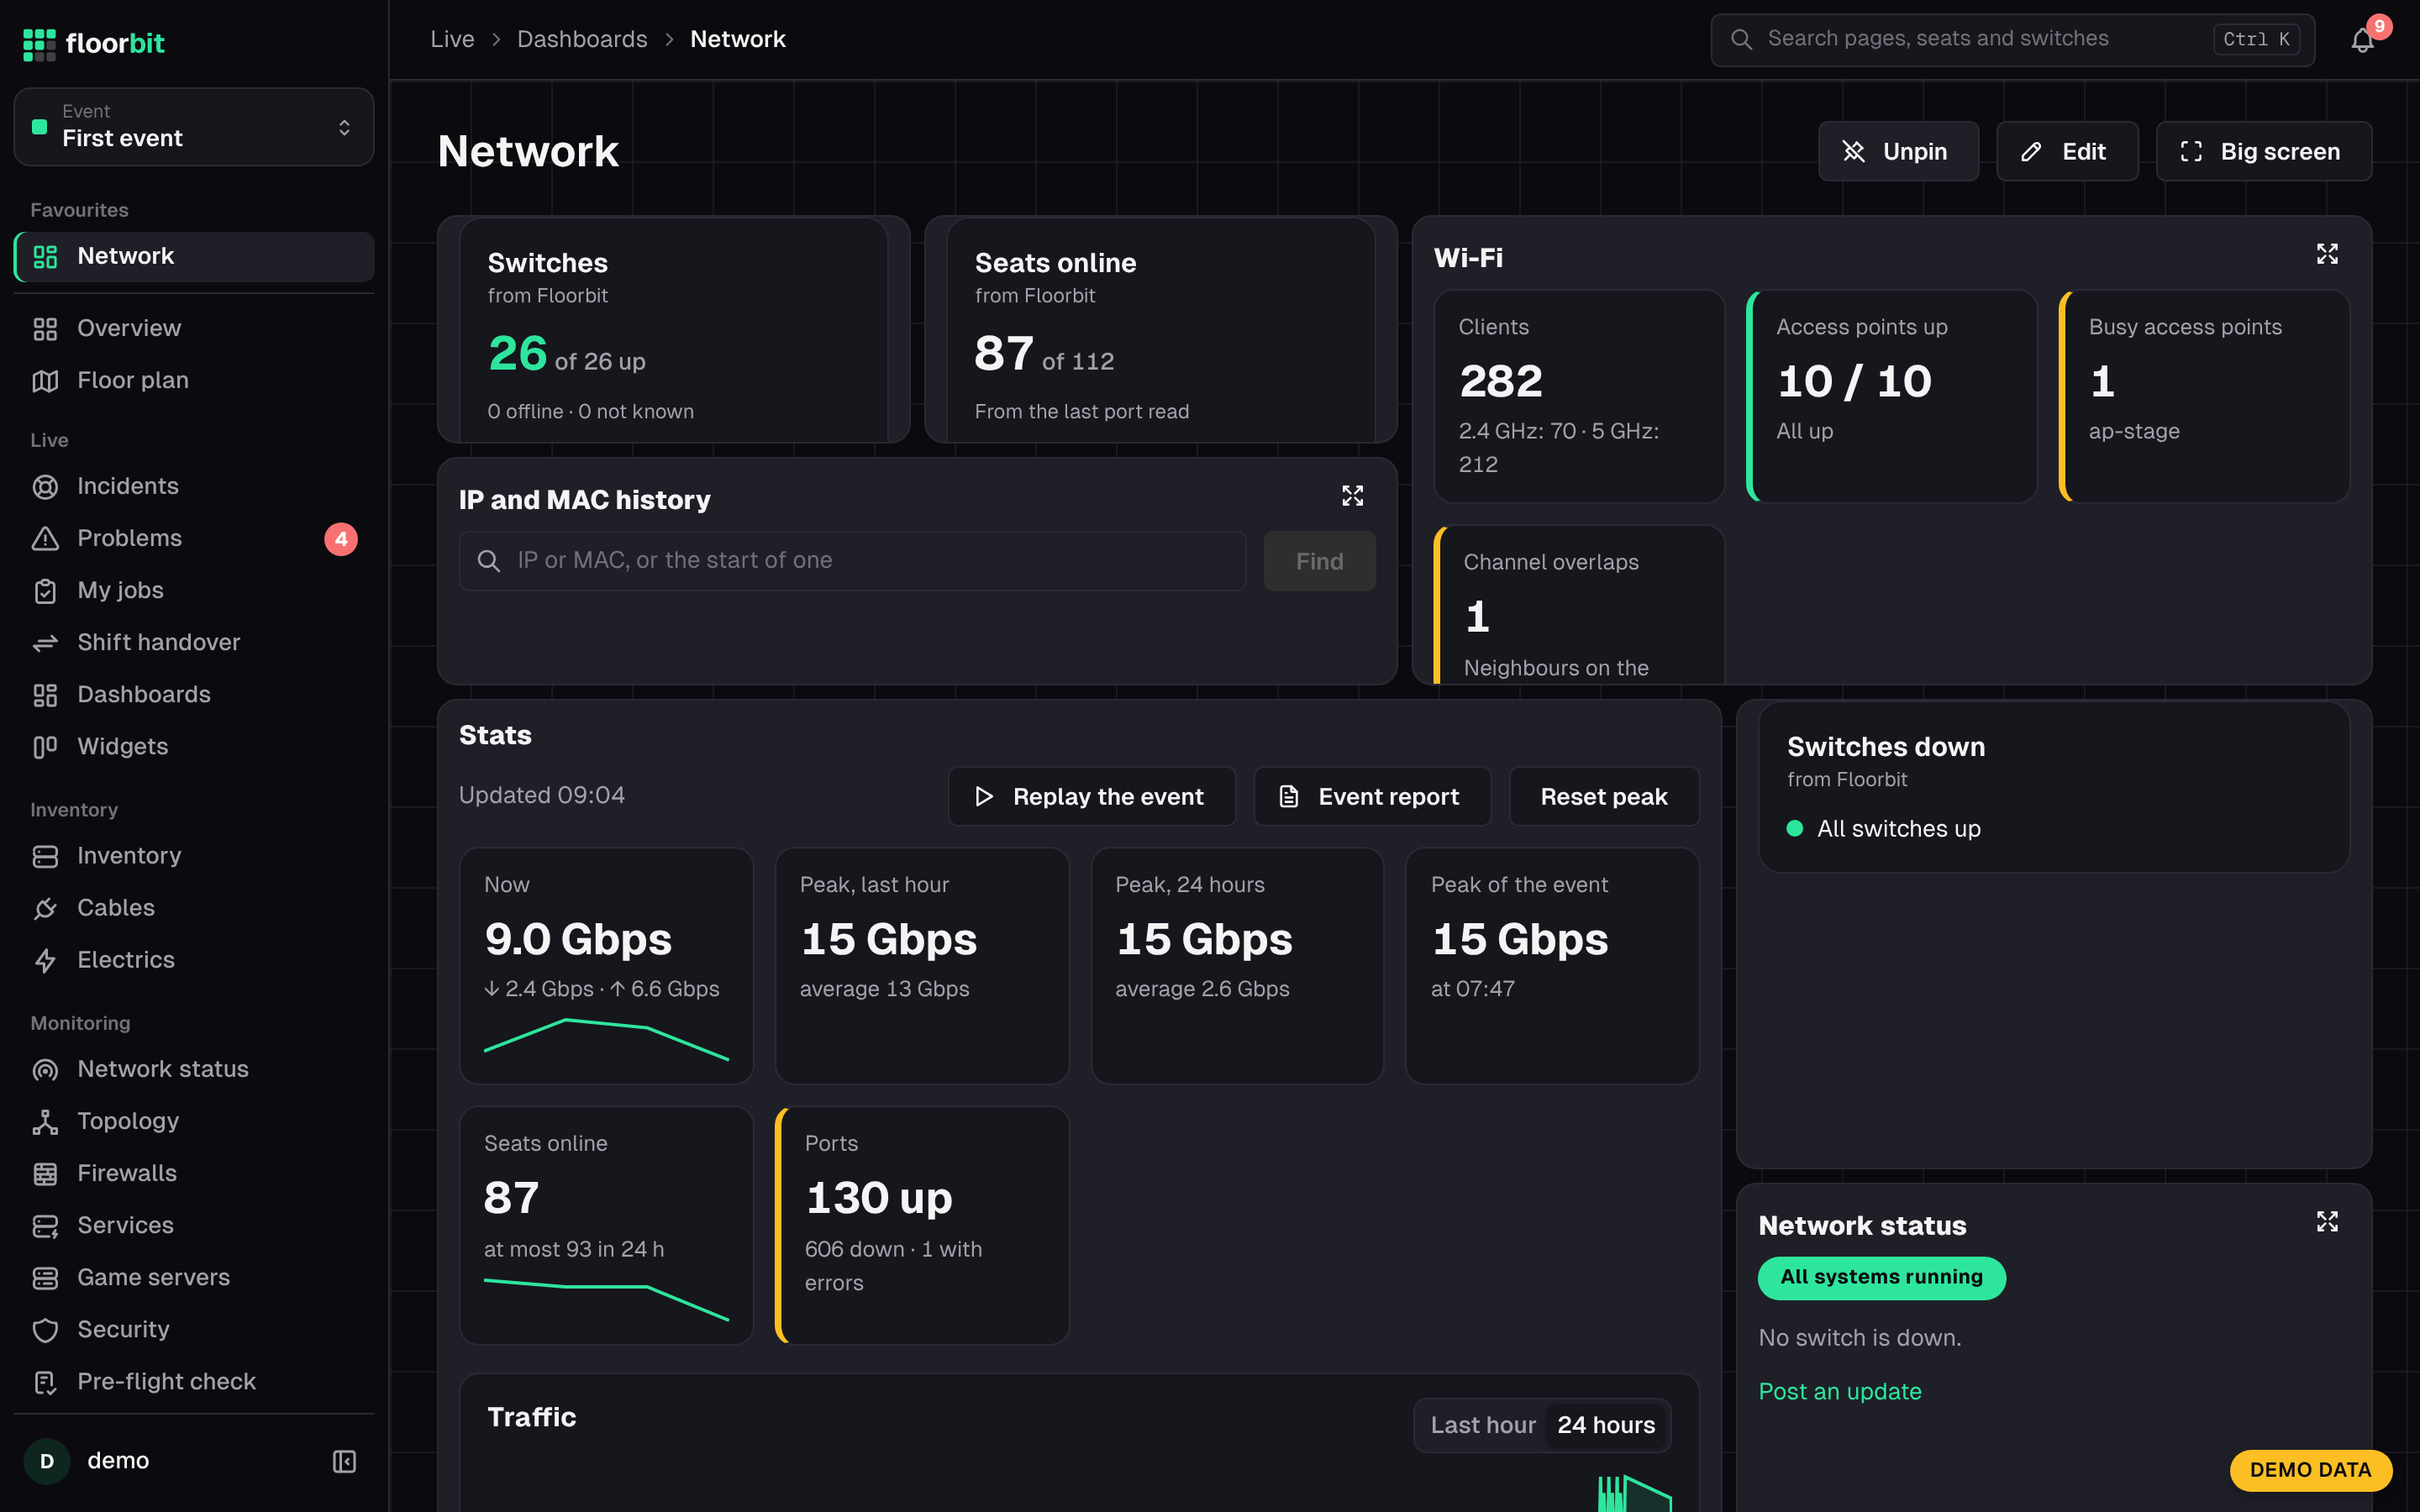 floorbit
Event
First event
Favourites
Network
Overview
Floor plan
Live
Incidents
Problems 4
My jobs
Shift handover
Dashboards
Widgets
Inventory
Inventory
Cables
Electrics
Monitoring
Network status
Topology
Firewalls
Services
Game servers
Security
Pre-flight check
D demo
Live Dashboards Network
Search pages, seats and switches Ctrl K
9
Network
Unpin Edit Big screen
Switches
from Floorbit
26 of 26 up
0 offline · 0 not known
Seats online
from Floorbit
87 of 112
From the last port read
Wi-Fi
Clients
282
2.4 GHz: 70 · 5 GHz:
212
Access points up
10 / 10
All up
Busy access points
1
ap-stage
Channel overlaps
1
Neighbours on the
IP and MAC history
IP or MAC, or the start of one Find
Stats
Updated 09:04 Replay the event Event report Reset peak
Now
9.0 Gbps
↓ 2.4 Gbps · ↑ 6.6 Gbps
Peak, last hour
15 Gbps
average 13 Gbps
Peak, 24 hours
15 Gbps
average 2.6 Gbps
Peak of the event
15 Gbps
at 07:47
Seats online
87
at most 93 in 24 h
Ports
130 up
606 down · 1 with
errors
Traffic
Last hour 24 hours
Switches down
from Floorbit
All switches up
Network status
All systems running
No switch is down.
Post an update
DEMO DATA